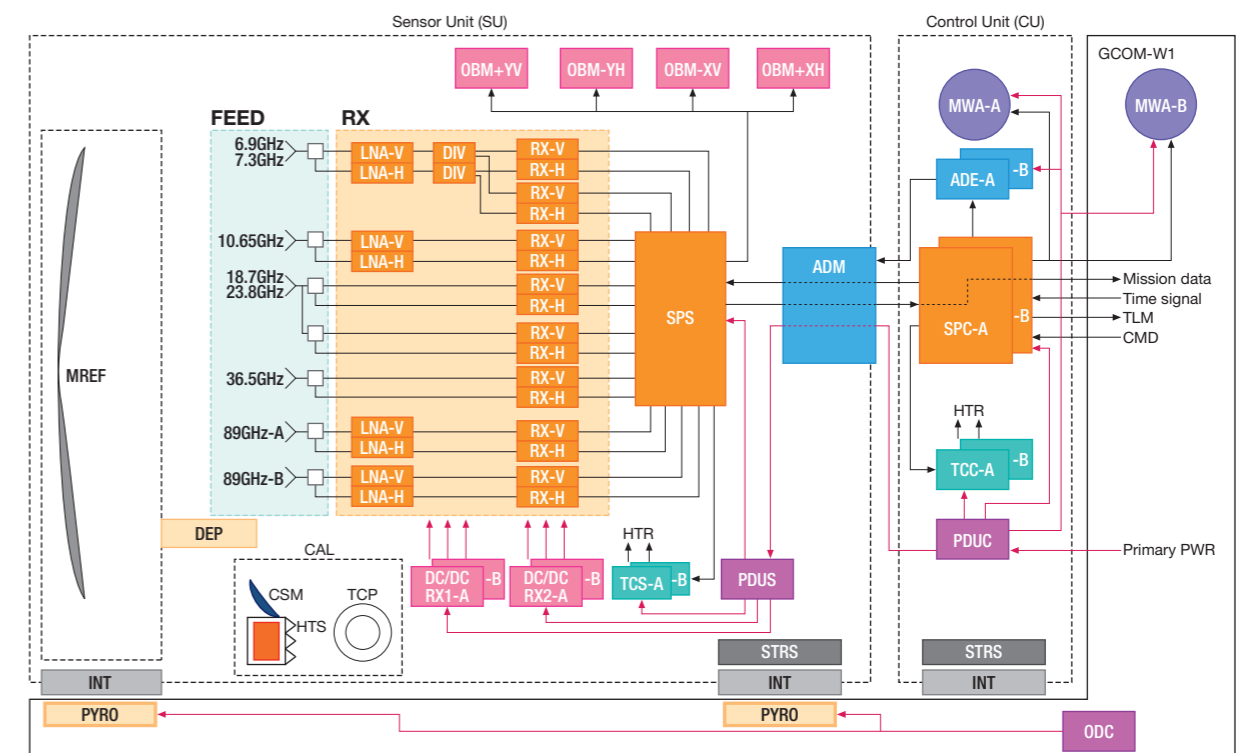 Sensor Unit (SU)
Control Unit (CU)
GCOM-W1
OBM+YV
OBM-YH
OBM-XV
OBM+XH
MWA-A
MWA-B
FEED
RX
6.9GHz
7.3GHz
LNA-V
DIV
RX-V
LNA-H
DIV
RX-H
RX-V
RX-H
ADE-A
-B
10.65GHz
LNA-V
RX-V
LNA-H
RX-H
18.7GHz
23.8GHz
RX-V
RX-H
RX-V
RX-H
SPS
ADM
SPC-A
-B
Mission data
Time signal
TLM
CMD
MREF
36.5GHz
RX-V
RX-H
89GHz-A
LNA-V
RX-V
LNA-H
RX-H
89GHz-B
LNA-V
RX-V
LNA-H
RX-H
HTR
TCC-A
-B
DEP
CAL
CSM
HTS
TCP
DC/DC
RX1-A
-B
DC/DC
RX2-A
-B
HTR
TCS-A
-B
PDUS
PDUC
Primary PWR
STRS
STRS
INT
INT
INT
PYRO
PYRO
ODC